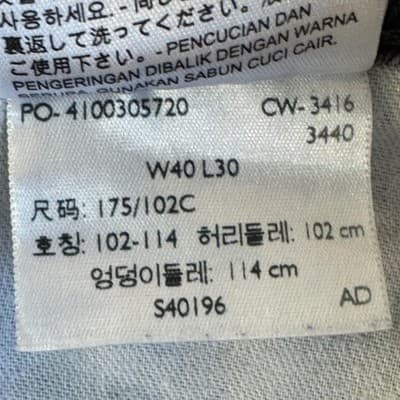 사용하세요. -
裏返して洗ってください。
ご使用下さい。- PENCUCIAN DAN
PENGERINGAN DIBALIK DENGAN WARNA
SERUPA. GUNAKAN SABUN CUCI CAIR.
PO- 4100305720 CW- 3416
3440
W40 L30
尺码: 175/102C
호칭: 102-114 허리둘레: 102 cm
엉덩이둘레: 114 cm
S40196 AD